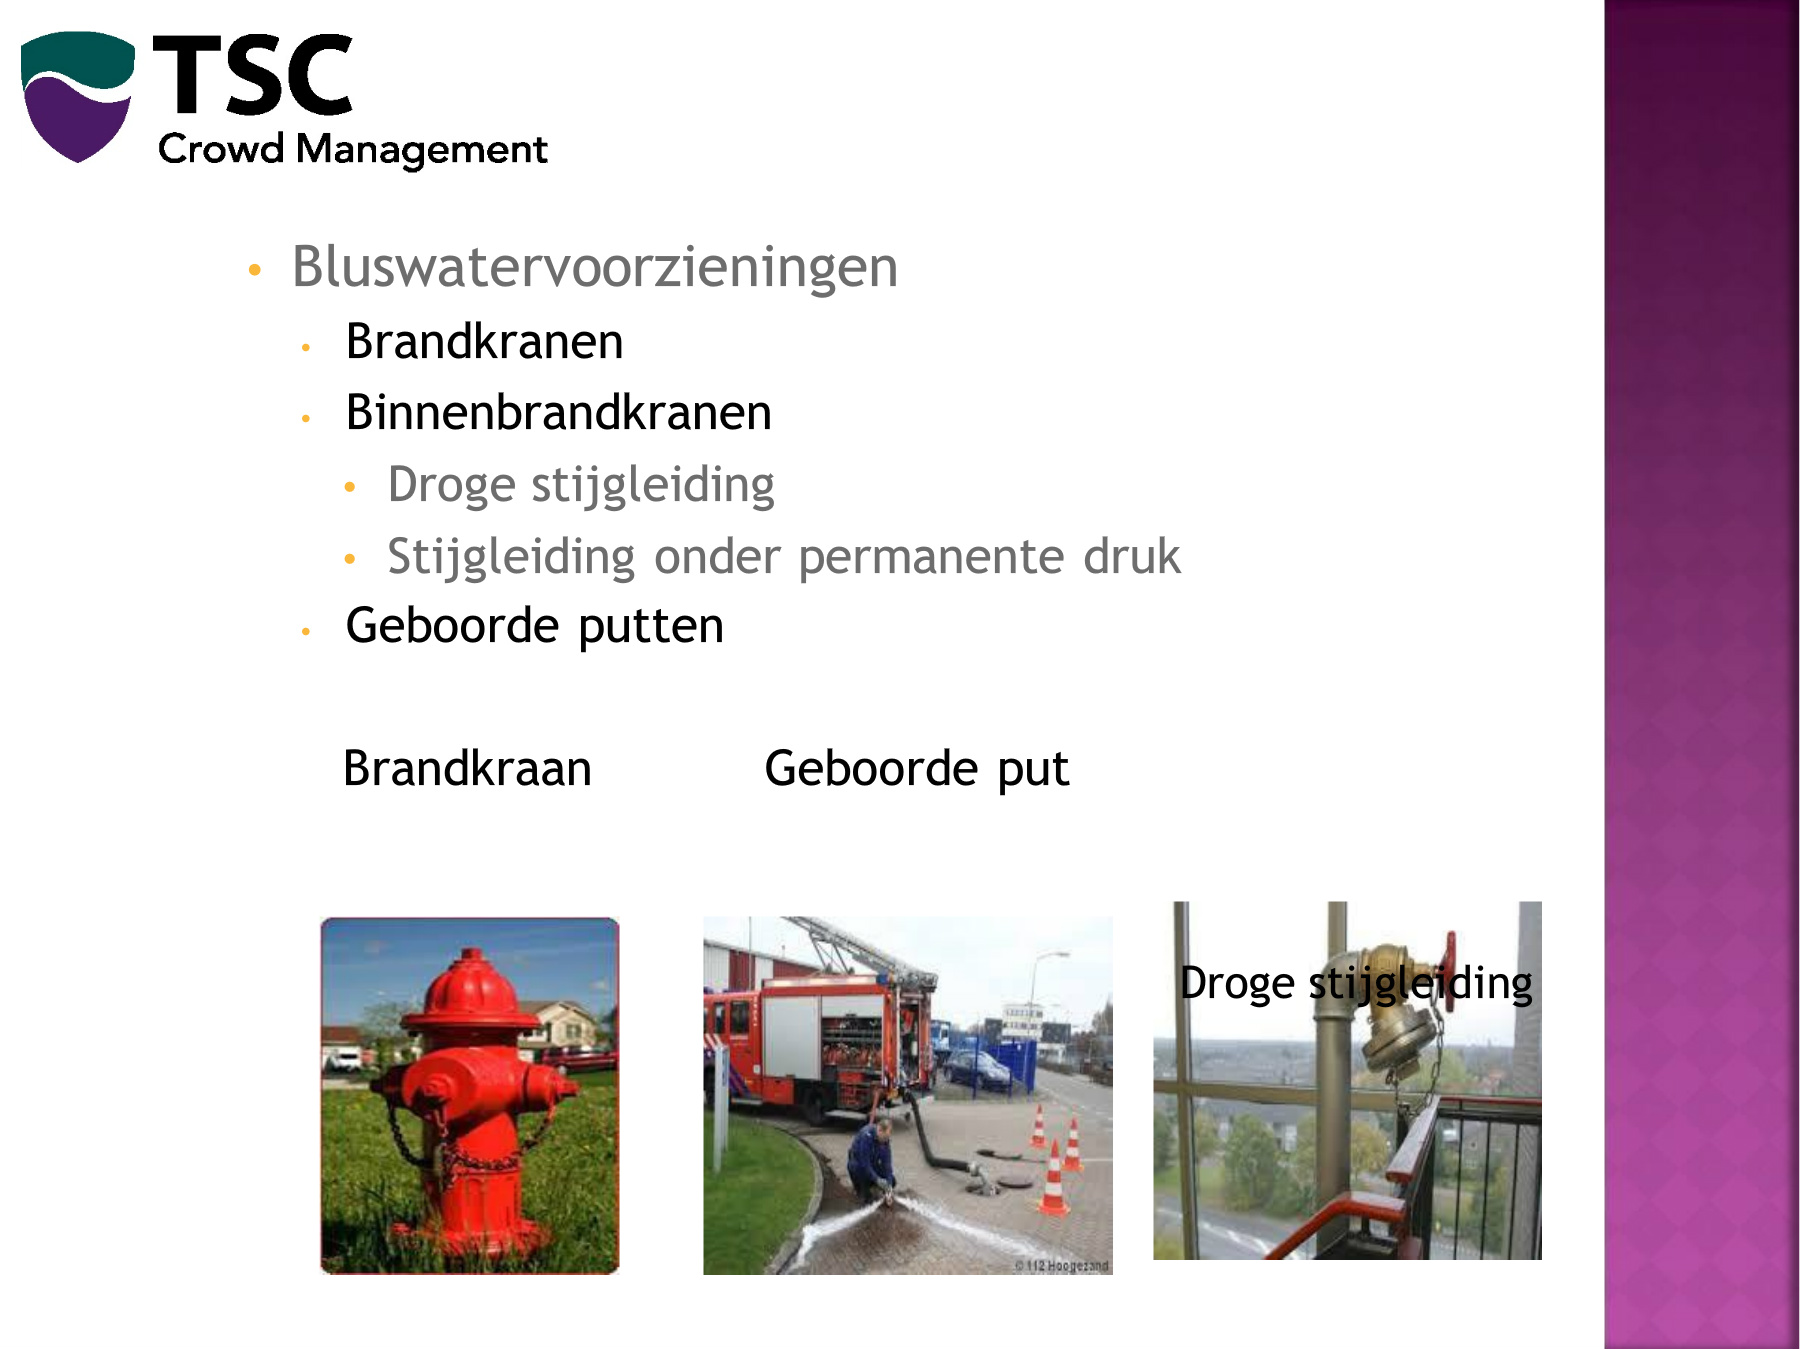 TSC
Crowd Management
• Bluswatervoorzieningen
• Brandkranen
• Binnenbrandkranen
• Droge stijgleiding
• Stijgleiding onder permanente druk
• Geboorde putten
Brandkraan Geboorde put
Droge stijgleiding
© 112 Hoogezand